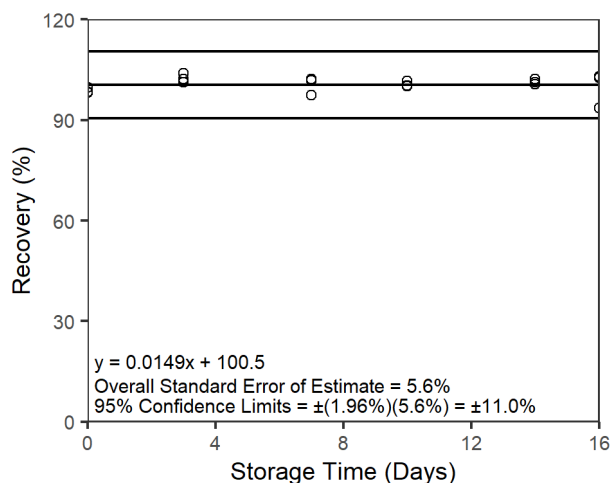 120
90
60
30
0
Recovery (%)
y = 0.0149x + 100.5
Overall Standard Error of Estimate = 5.6%
95% Confidence Limits = ±(1.96%)(5.6%) = ±11.0%
0 4 8 12 16
Storage Time (Days)